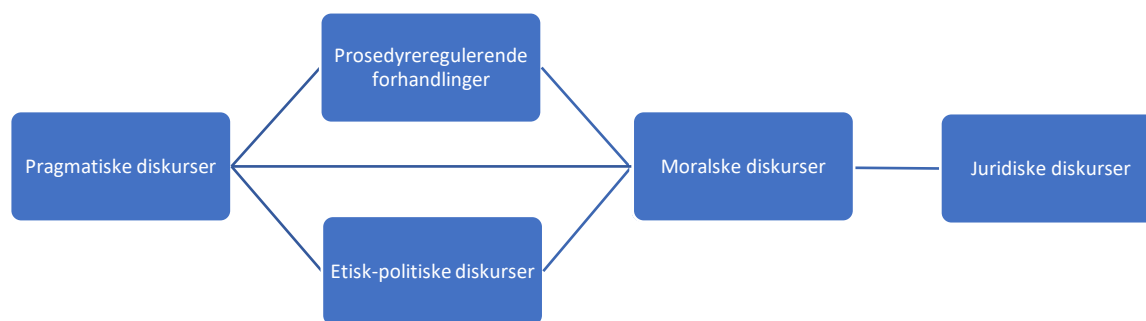 Prosedyreregulerende
forhandlinger
Pragmatiske diskurser
Moralske diskurser
Juridiske diskurser
Etisk-politiske diskurser